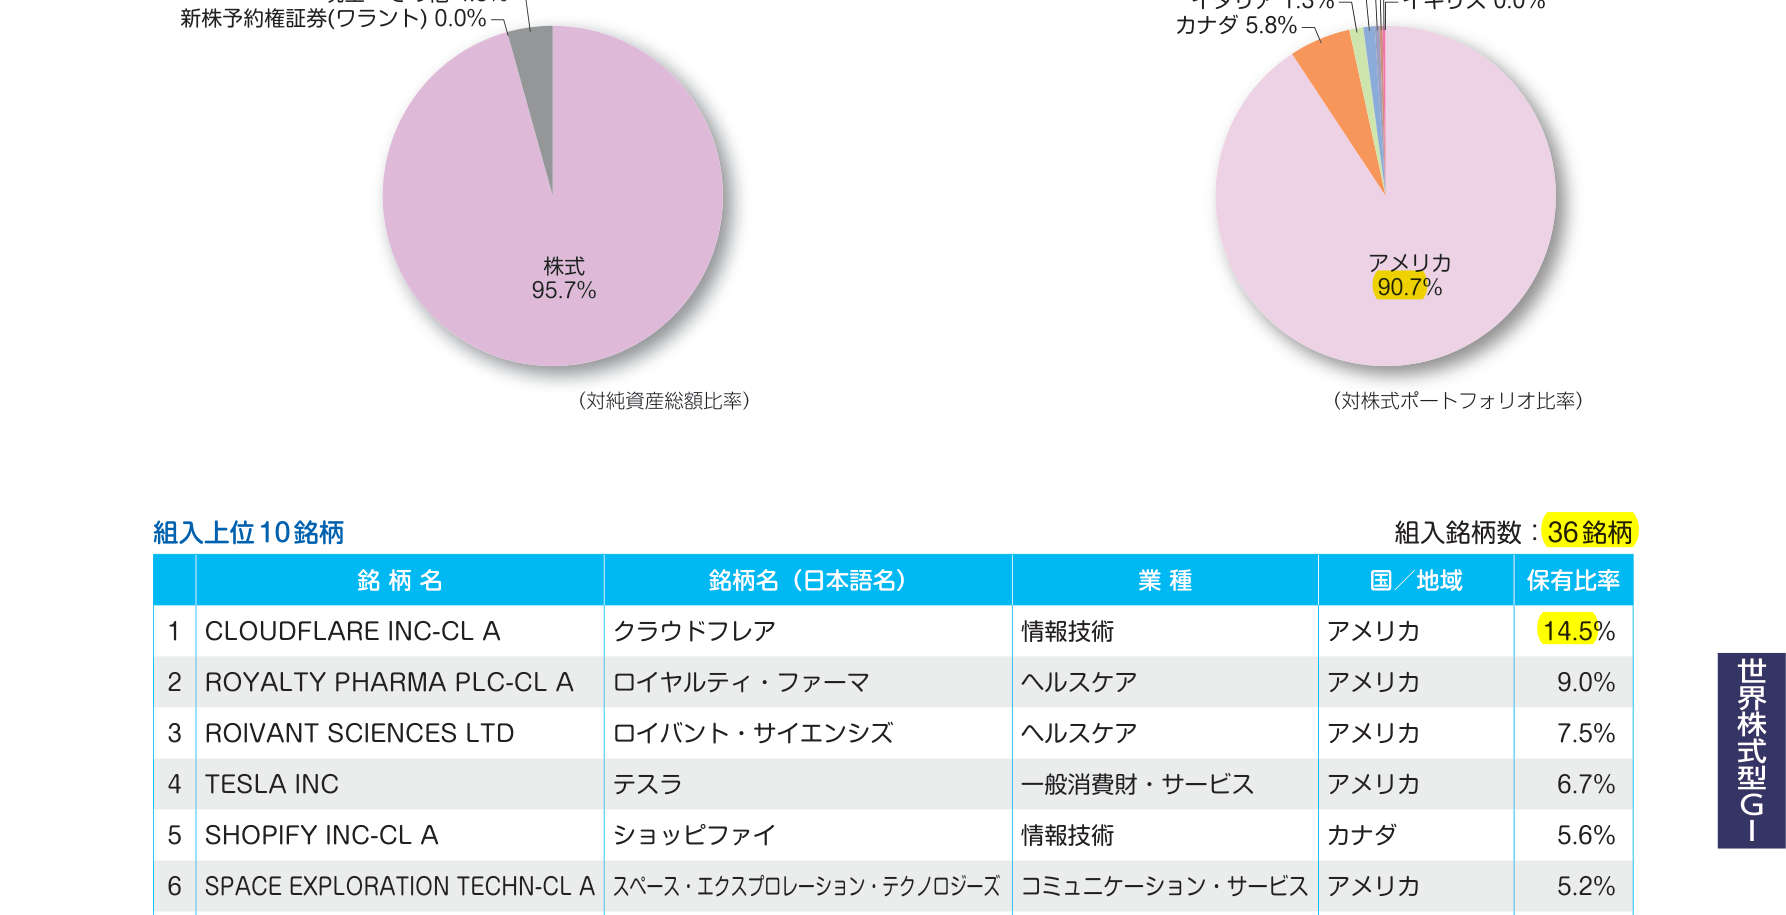 新株予約権証券(ワラント) 0.0%
イタリア 1.3%
イギリス 0.0%
カナダ 5.8%
株式
95.7%
アメリカ
90.7%
（対純資産総額比率）
（対株式ポートフォリオ比率）
組入上位10銘柄
組入銘柄数：36銘柄
銘 柄 名 銘柄名（日本語名） 業 種 国／地域 保有比率
1 CLOUDFLARE INC-CL A クラウドフレア 情報技術 アメリカ 14.5%
2 ROYALTY PHARMA PLC-CL A ロイヤルティ・ファーマ ヘルスケア アメリカ 9.0%
3 ROIVANT SCIENCES LTD ロイバント・サイエンシズ ヘルスケア アメリカ 7.5%
4 TESLA INC テスラ 一般消費財・サービス アメリカ 6.7%
5 SHOPIFY INC-CL A ショッピファイ 情報技術 カナダ 5.6%
6 SPACE EXPLORATION TECHN-CL A スペース・エクスプロレーション・テクノロジーズ コミュニケーション・サービス アメリカ 5.2%
世界株式型GI